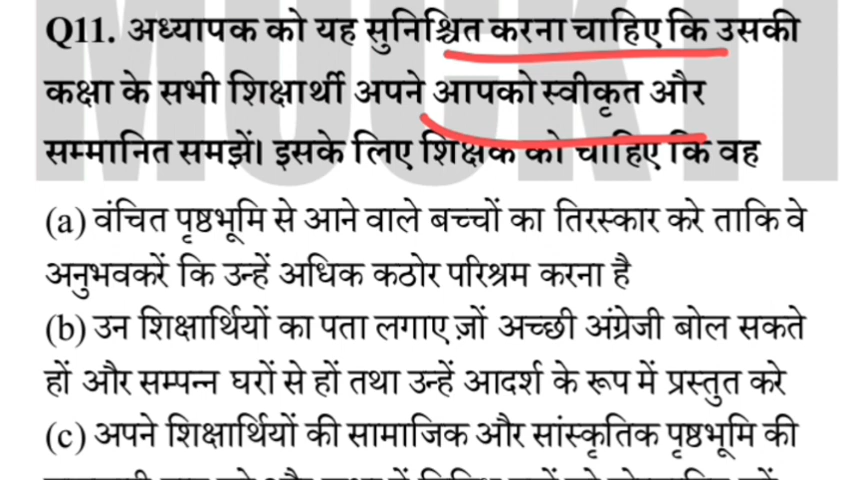 Q11. अध्यापक को यह सुनिश्चित करना चाहिए कि उसकी
कक्षा के सभी शिक्षार्थी अपने आपको स्वीकृत और
सम्मानित समझें। इसके लिए शिक्षक को चाहिए कि वह
(a) वंचित पृष्ठभूमि से आने वाले बच्चों का तिरस्कार करे ताकि वे
अनुभवकरें कि उन्हें अधिक कठोर परिश्रम करना है
(b) उन शिक्षार्थियों का पता लगाए ज़ों अच्छी अंग्रेजी बोल सकते
हों और सम्पन्न घरों से हों तथा उन्हें आदर्श के रूप में प्रस्तुत करे
(c) अपने शिक्षार्थियों की सामाजिक और सांस्कृतिक पृष्ठभूमि की